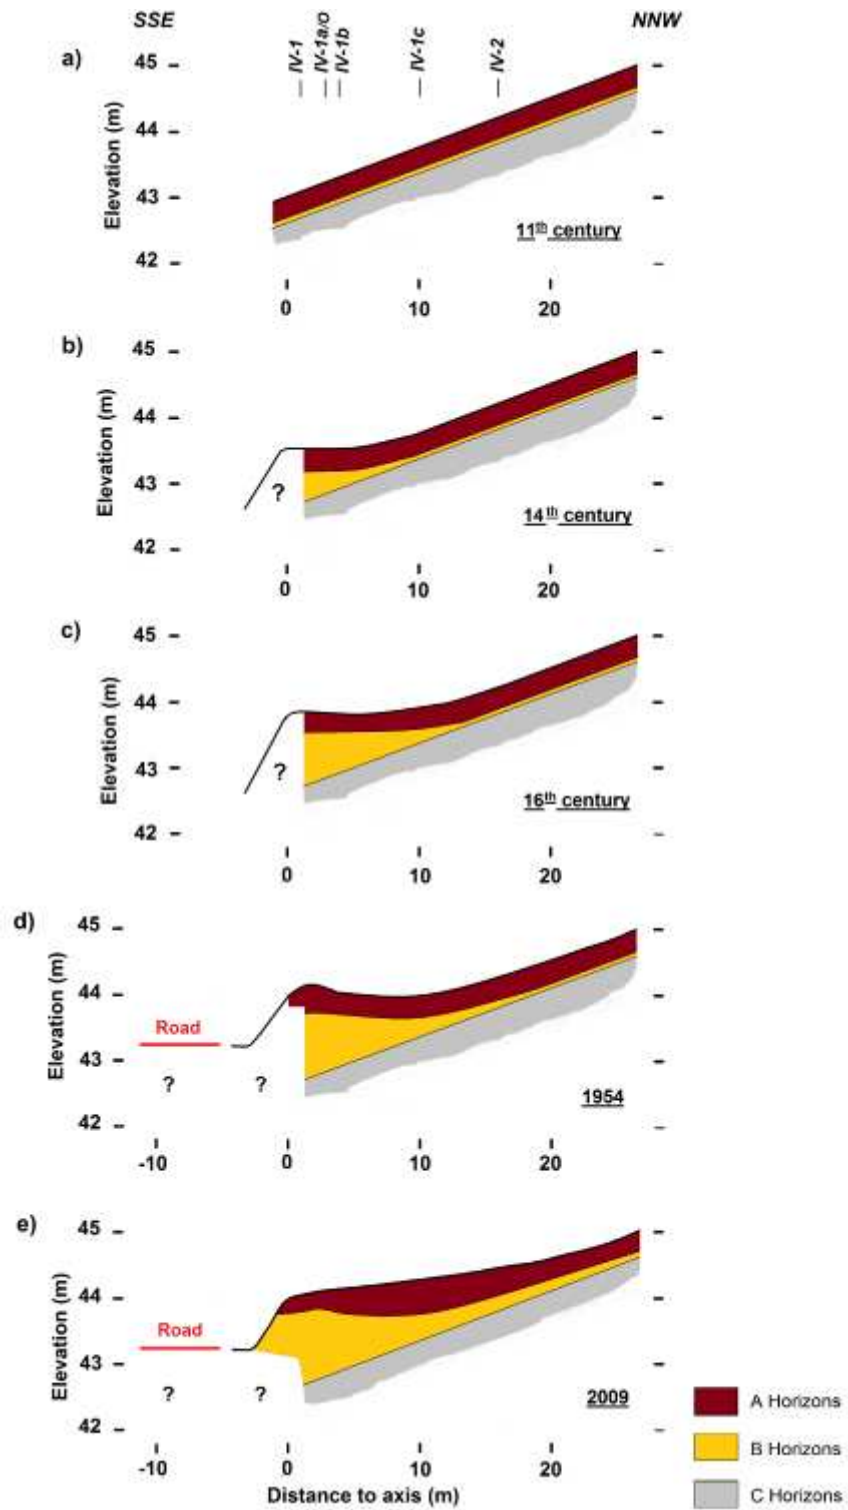 SSE NNW
IV-1 IV-1a/O IV-1b IV-1c IV-2
a)
45
44
43
42
Elevation (m)
11th century
0 10 20
b)
45
44
43
42
Elevation (m)
?
14th century
0 10 20
c)
45
44
43
42
Elevation (m)
?
16th century
0 10 20
d)
45
44
43
42
Elevation (m)
Road
? ?
1954
-10 0 10 20
e)
45
44
43
42
Elevation (m)
Road
? ?
2009
-10 0 10 20
Distance to axis (m)
A Horizons
B Horizons
C Horizons